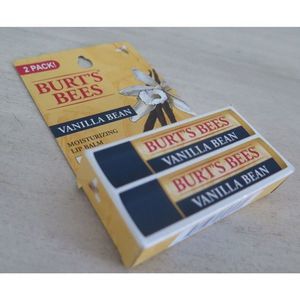 2 PACK!
BURT'S
BEES
VANILLA BEAN
MOISTURIZING
LIP BALM
BURT'S BEES
VANILLA BEAN
BURT'S BEES
VANILLA BEAN